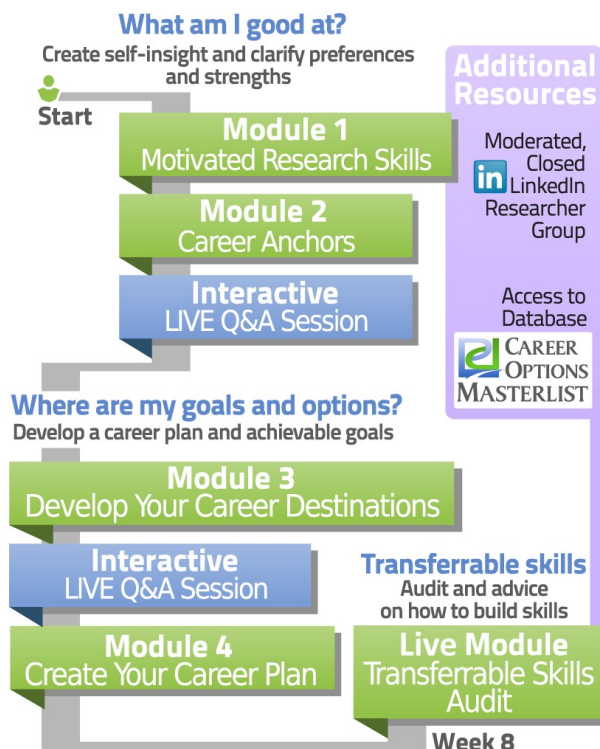 What am I good at?
Create self-insight and clarify preferences
and strengths
Start
Module 1
Motivated Research Skills
Module 2
Career Anchors
Interactive
LIVE Q&A Session
Additional
Resources
Moderated,
Closed
in LinkedIn
Researcher
Group
Access to
Database
CAREER
OPTIONS
MASTERLIST
Where are my goals and options?
Develop a career plan and achievable goals
Module 3
Develop Your Career Destinations
Interactive
LIVE Q&A Session
Module 4
Create Your Career Plan
Transferrable skills
Audit and advice
on how to build skills
Live Module
Transferrable Skills
Audit
Week 8